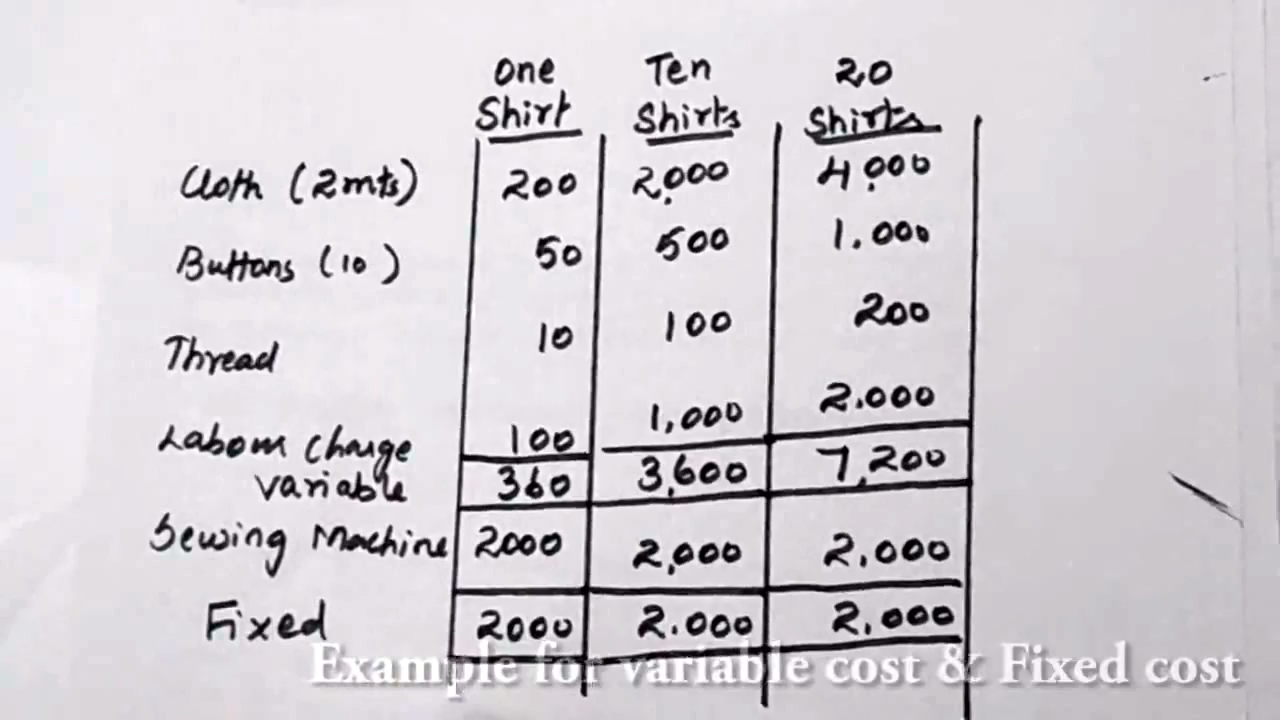 One Ten 20
Shirt Shirts Shirts
Cloth (2mts) 200 2,000 4,000
Buttons (10) 50 500 1.000
Thread 10 100 200
Labour Charge 100 1,000 2.000
variable 360 3,600 7,200
Sewing Machine 2000 2,000 2,000
Fixed 2000 2.000 2.000
Example for variable cost & Fixed cost